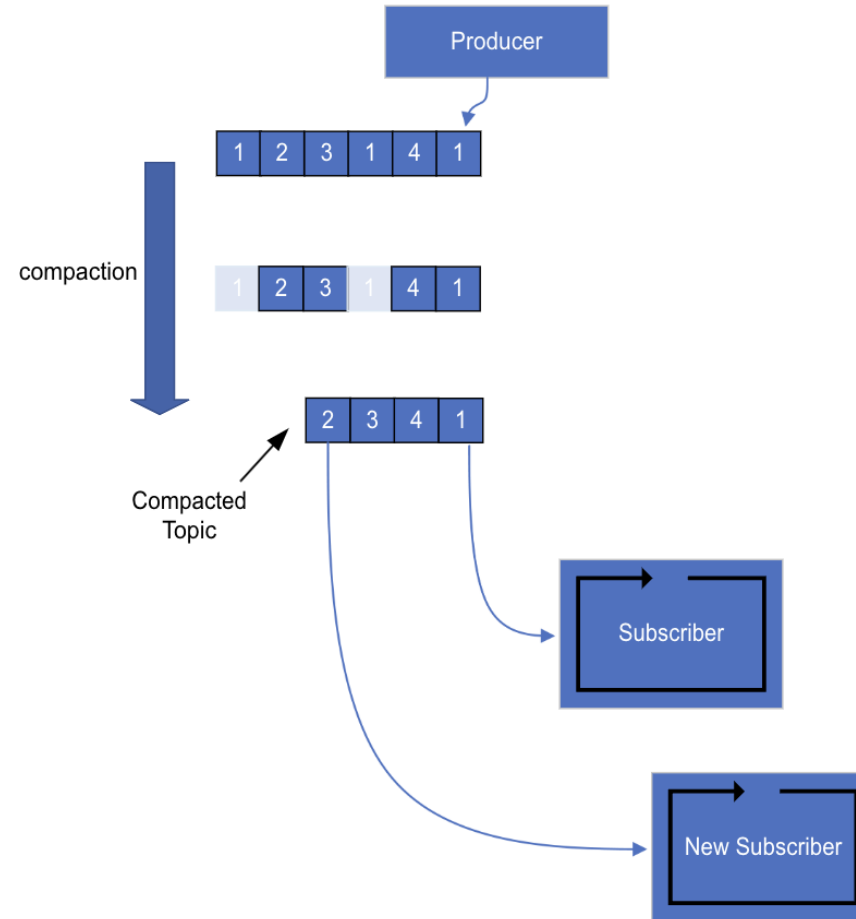 Producer
1 2 3 1 4 1
compaction
1 2 3 1 4 1
2 3 4 1
Compacted
Topic
Subscriber
New Subscriber